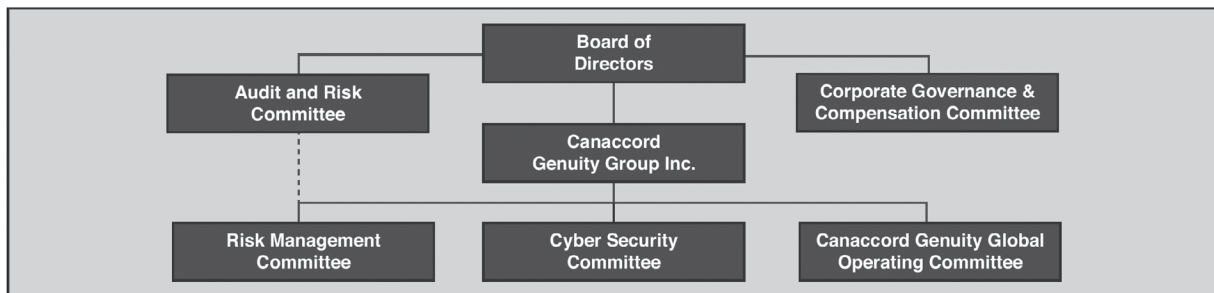 Board of
Directors
Audit and Risk
Committee
Corporate Governance &
Compensation Committee
Canaccord
Genuity Group Inc.
Risk Management
Committee
Cyber Security
Committee
Canaccord Genuity Global
Operating Committee